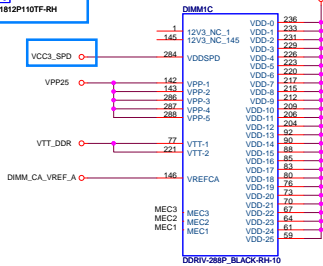 1812P110TF-RH
DIMM1C
1 12V3_NC_1 VDD-0 236
145 12V3_NC_145 VDD-1 233
VDD-2 231
VCC3_SPD 284 VDDSPD VDD-3 229
VDD-4 226
VDD-5 223
VDD-6 220
VPP25 142 VPP-1 VDD-7 217
143 VPP-2 VDD-8 215
286 VPP-3 VDD-9 212
287 VPP-4 VDD-10 209
288 VPP-5 VDD-11 206
VDD-12 204
VDD-13 92
VTT_DDR 77 VTT-1 VDD-14 90
221 VTT-2 VDD-15 88
VDD-16 85
VDD-17 83
DIMM_CA_VREF_A 146 VREFCA VDD-18 80
VDD-19 76
VDD-20 73
VDD-21 70
MEC3 MEC3 VDD-22 67
MEC2 MEC2 VDD-23 64
MEC1 MEC1 VDD-24 61
VDD-25 59
DDRIV-288P_BLACK-RH-10